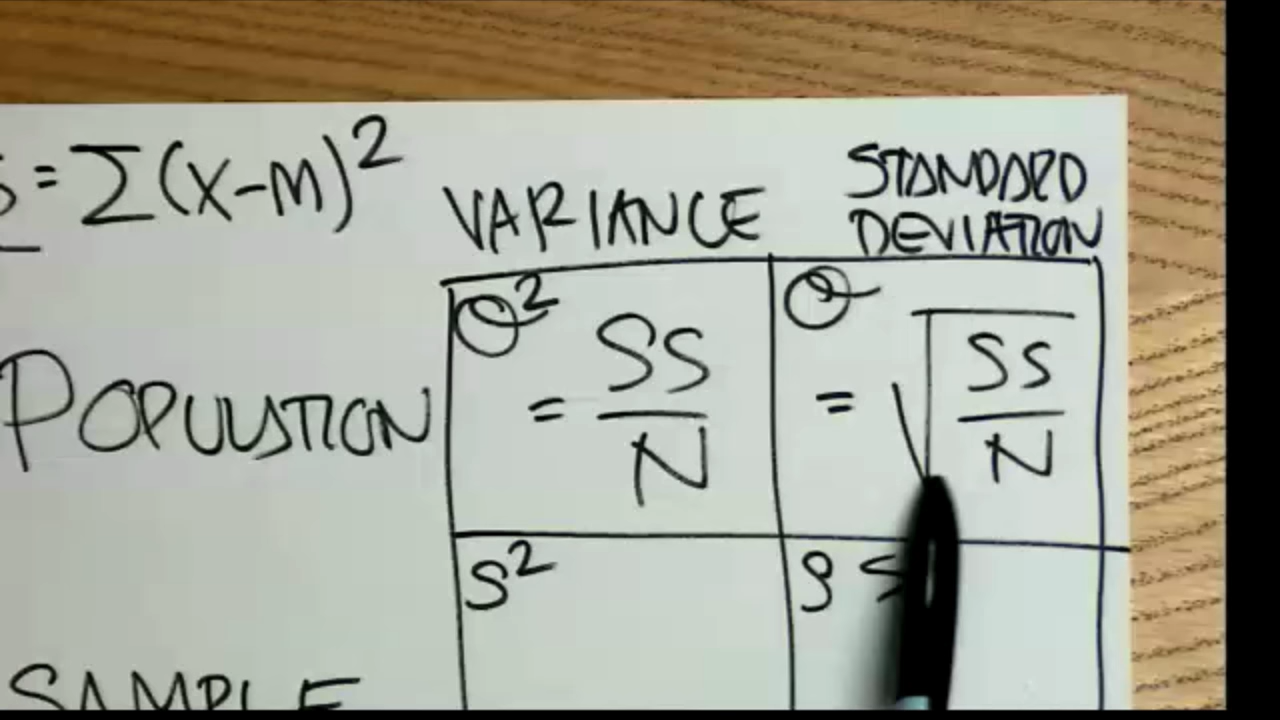 S = Σ(X-M)²
VARIANCE
STANDARD
DEVIATION
POPULATION
σ²
= SS/N
σ
= √SS/N
S²
S S
SAMPLE